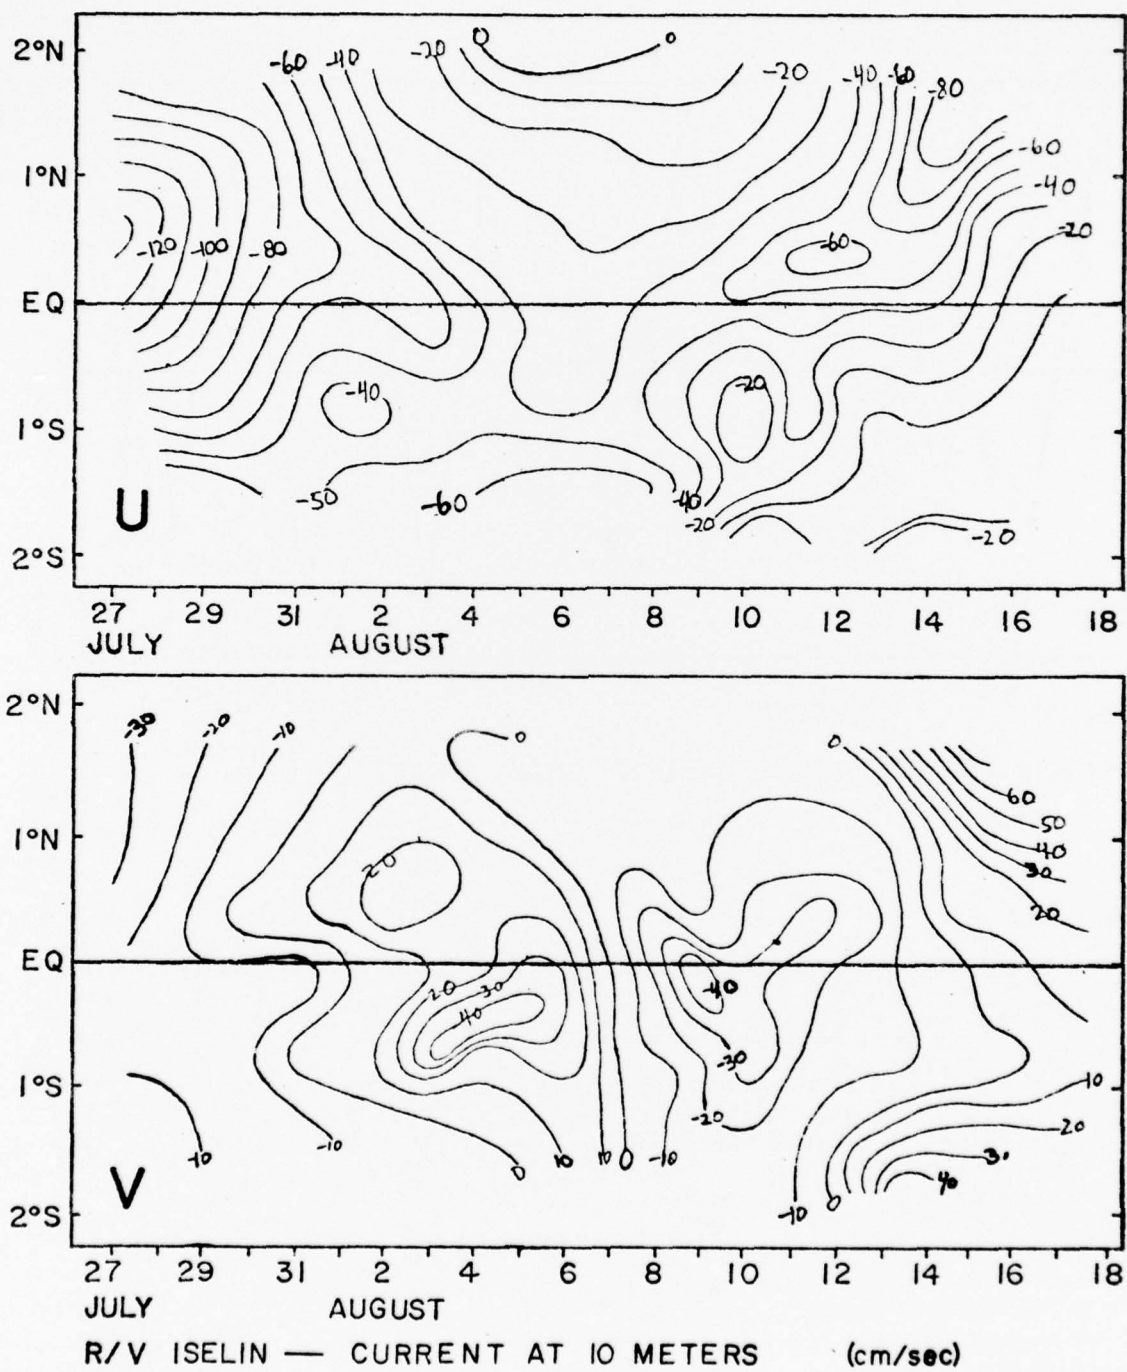 2°N
1°N
EQ
1°S
2°S
0 0
-60 -40 -20 -20 -40 -60 -80
-60
-40
-20
-120 -100 -80 -60
-40 -20
-50 -60 -40
-20 -20
U
27 29 31 2 4 6 8 10 12 14 16 18
JULY AUGUST
2°N
1°N
EQ
1°S
2°S
-30 -20 -10 0 0
60
50
40
30
20
20
20 30 -40
40
-30
10
-20 20
-10 -10 0 10 10 0 -10 30
40
-10 0
V
27 29 31 2 4 6 8 10 12 14 16 18
JULY AUGUST
R/V ISELIN — CURRENT AT 10 METERS (cm/sec)